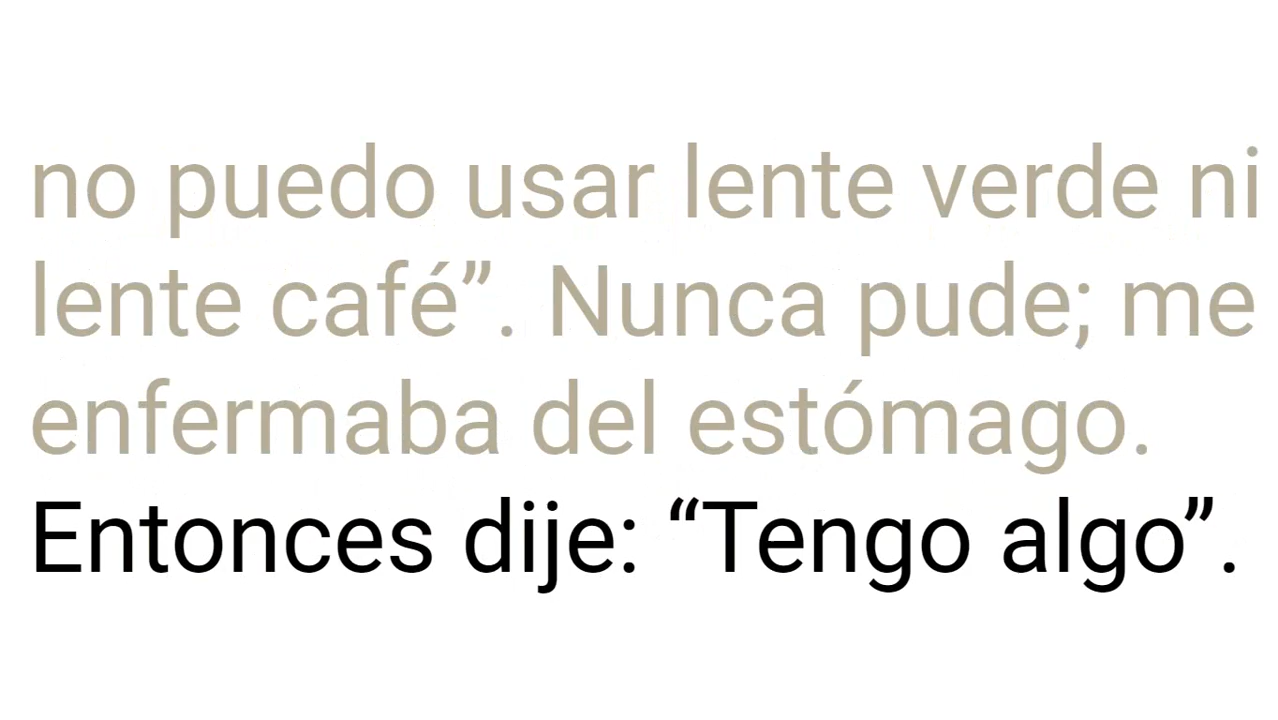 no puedo usar lente verde ni
lente café”. Nunca pude; me
enfermaba del estómago.
Entonces dije: “Tengo algo”.